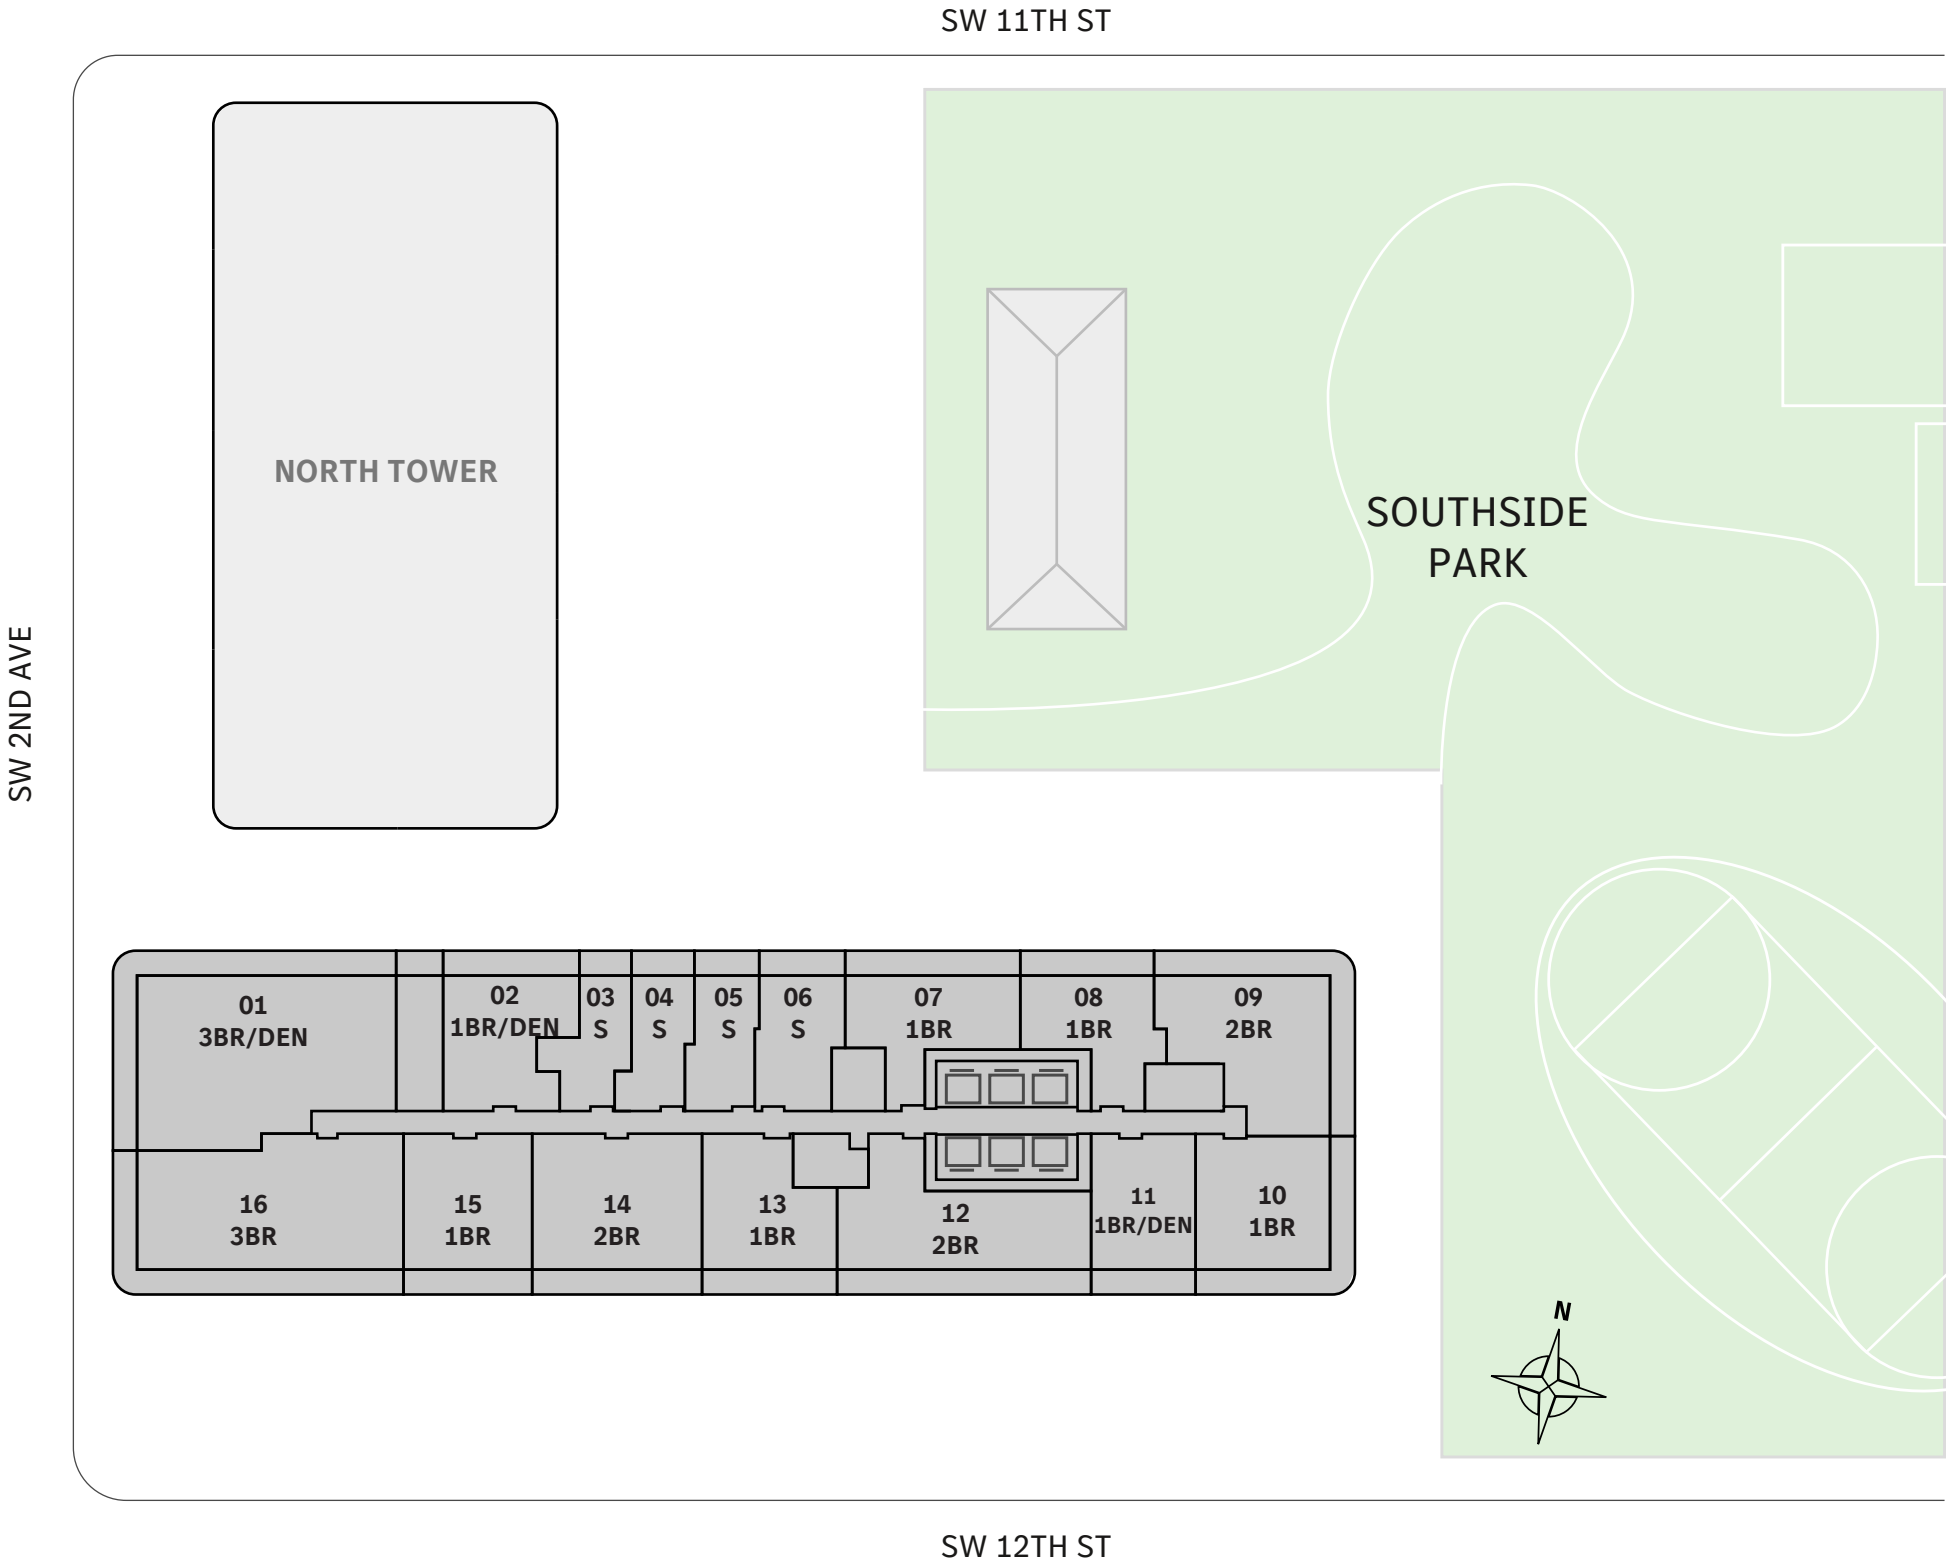 SW 11TH ST
NORTH TOWER
SOUTHSIDE
PARK
SW 2ND AVE
01
3BR/DEN
02
1BR/DEN
03
S
04
S
05
S
06
S
07
1BR
08
1BR
09
2BR
16
3BR
15
1BR
14
2BR
13
1BR
12
2BR
11
1BR/DEN
10
1BR
N
SW 12TH ST